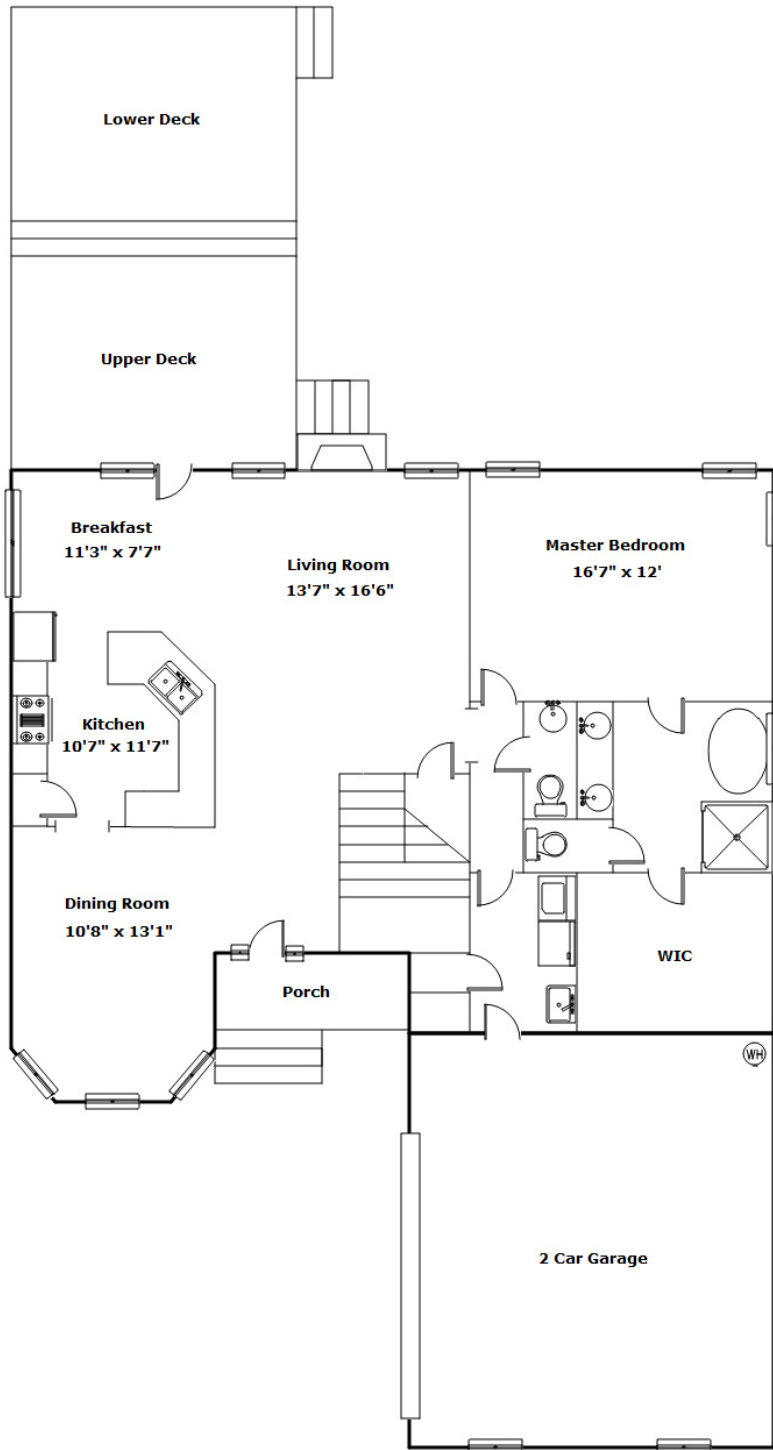 Lower Deck
Upper Deck
Breakfast
11'3" x 7'7"
Living Room
13'7" x 16'6"
Master Bedroom
16'7" x 12'
Kitchen
10'7" x 11'7"
Dining Room
10'8" x 13'1"
WIC
Porch
WH
2 Car Garage